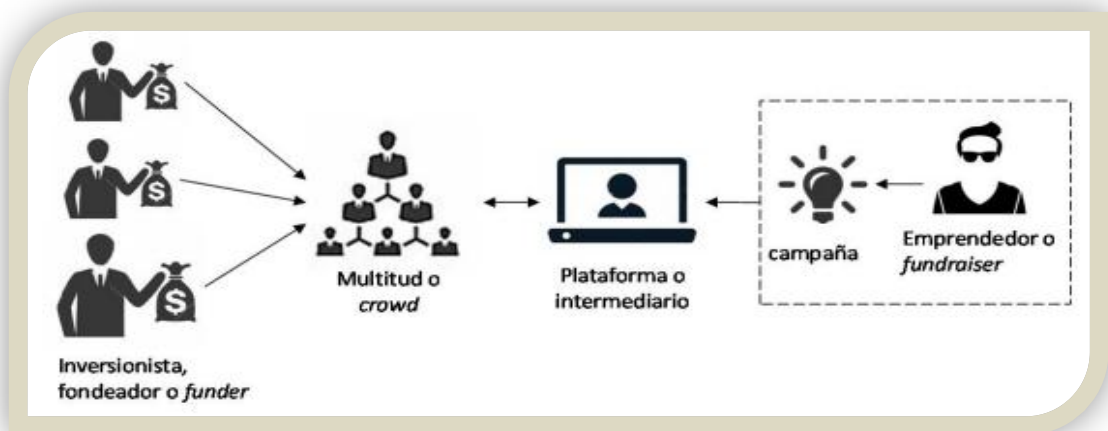 $
$
$
Inversionista,
fondeador o funder
Multitud o
crowd
Plataforma o
intermediario
campaña
Emprendedor o
fundraiser